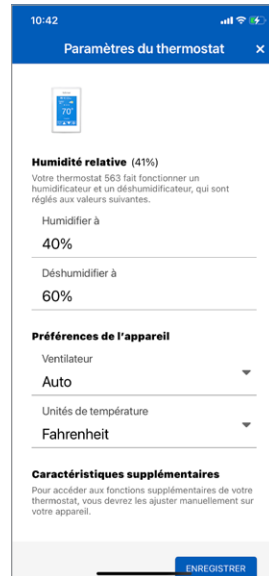 10:42
Paramètres du thermostat ×
70°
Humidité relative (41%)
Votre thermostat 563 fait fonctionner un
humidificateur et un déshumidificateur, qui sont
réglés aux valeurs suivantes.
Humidifier à
40%
Déshumidifier à
60%
Préférences de l'appareil
Ventilateur
Auto
Unités de température
Fahrenheit
Caractéristiques supplémentaires
Pour accéder aux fonctions supplémentaires de votre
thermostat, vous devrez les ajuster manuellement sur
votre appareil.
ENREGISTRER